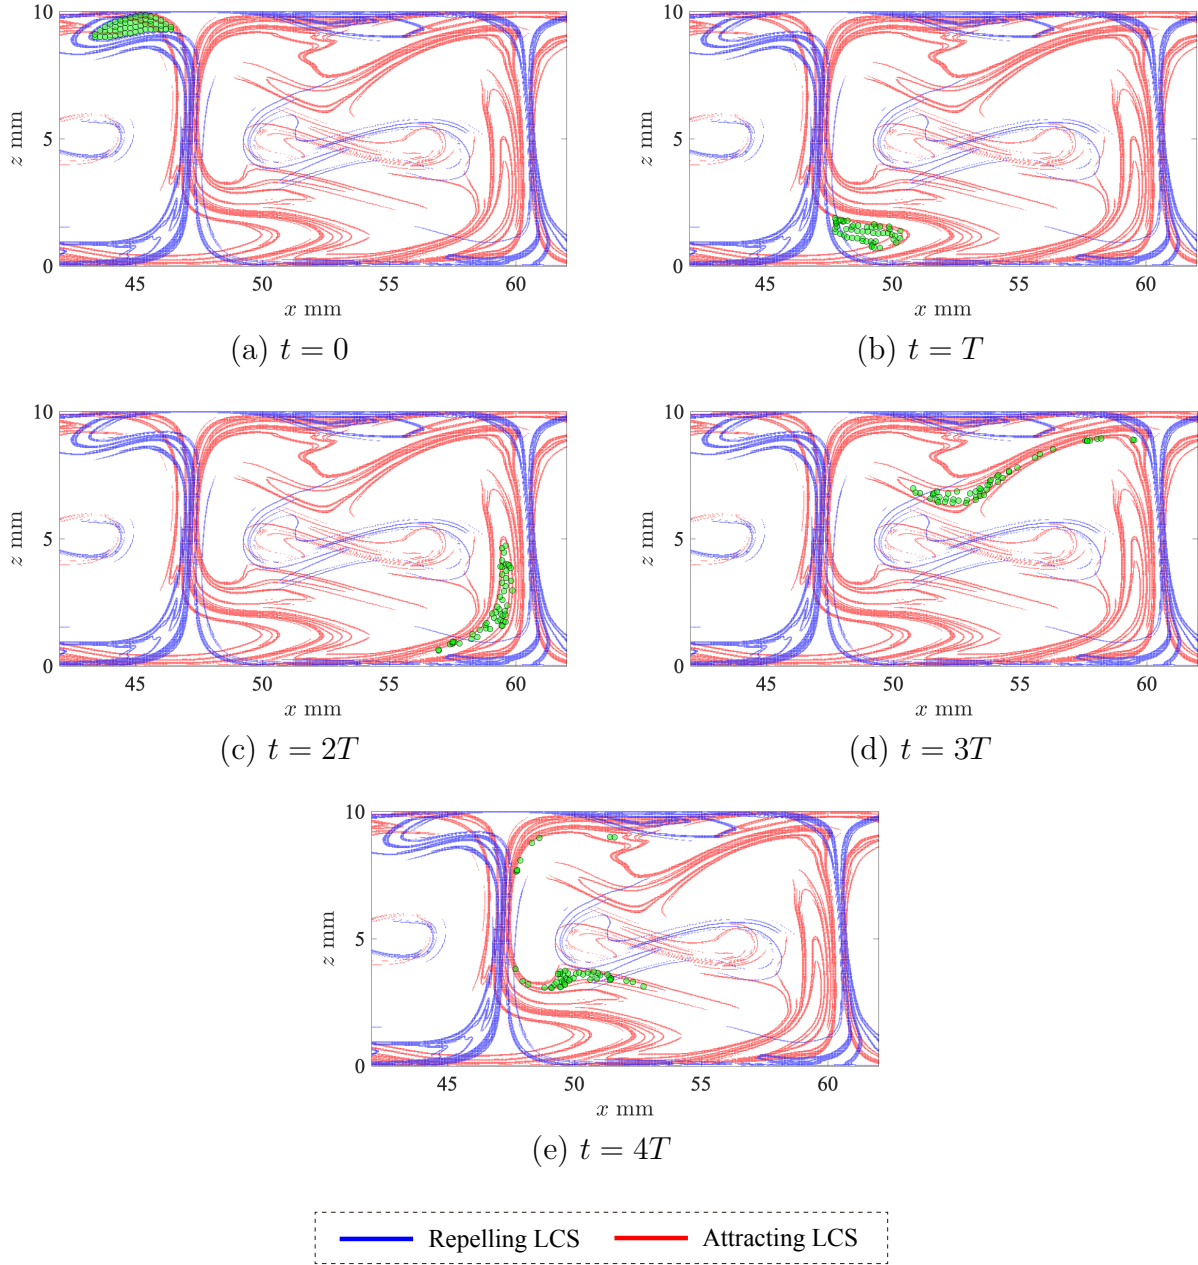 10
5
0
z mm
45 50 55 60
x mm
(a) t = 0
10
5
0
z mm
45 50 55 60
x mm
(b) t = T
10
5
0
z mm
45 50 55 60
x mm
(c) t = 2T
10
5
0
z mm
45 50 55 60
x mm
(d) t = 3T
10
5
0
z mm
45 50 55 60
x mm
(e) t = 4T
Repelling LCS Attracting LCS